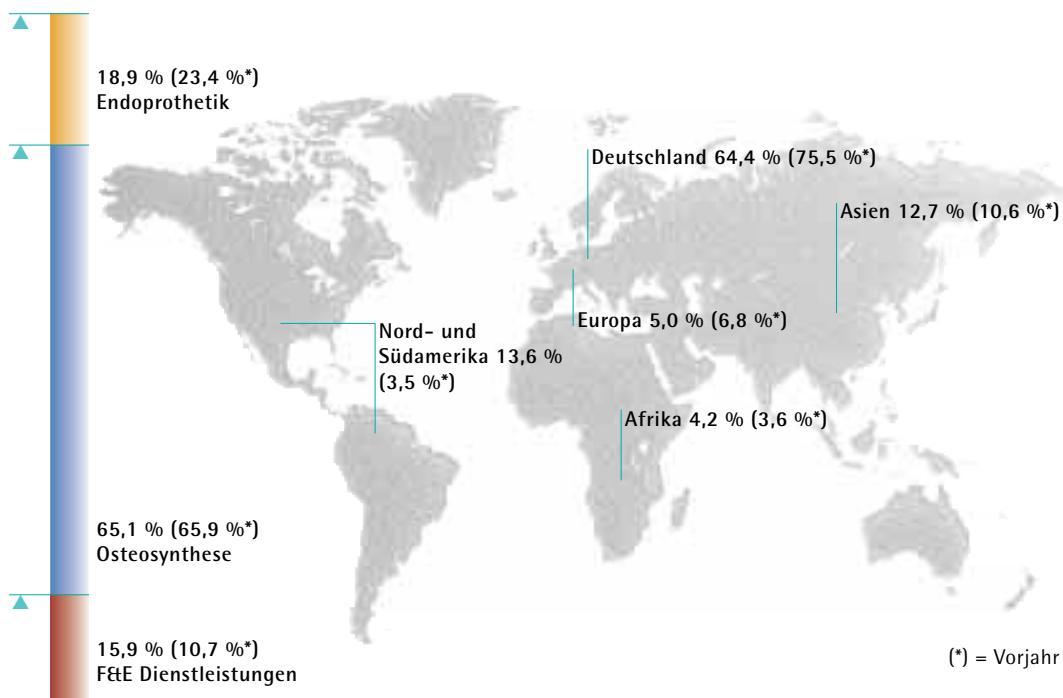 18,9 % (23,4 %*)
Endoprothetik
Deutschland 64,4 % (75,5 %*)
Asien 12,7 % (10,6 %*)
Europa 5,0 % (6,8 %*)
Nord- und
Südamerika 13,6 %
(3,5 %*)
Afrika 4,2 % (3,6 %*)
65,1 % (65,9 %*)
Osteosynthese
15,9 % (10,7 %*)
F&E Dienstleistungen
(*) = Vorjahr